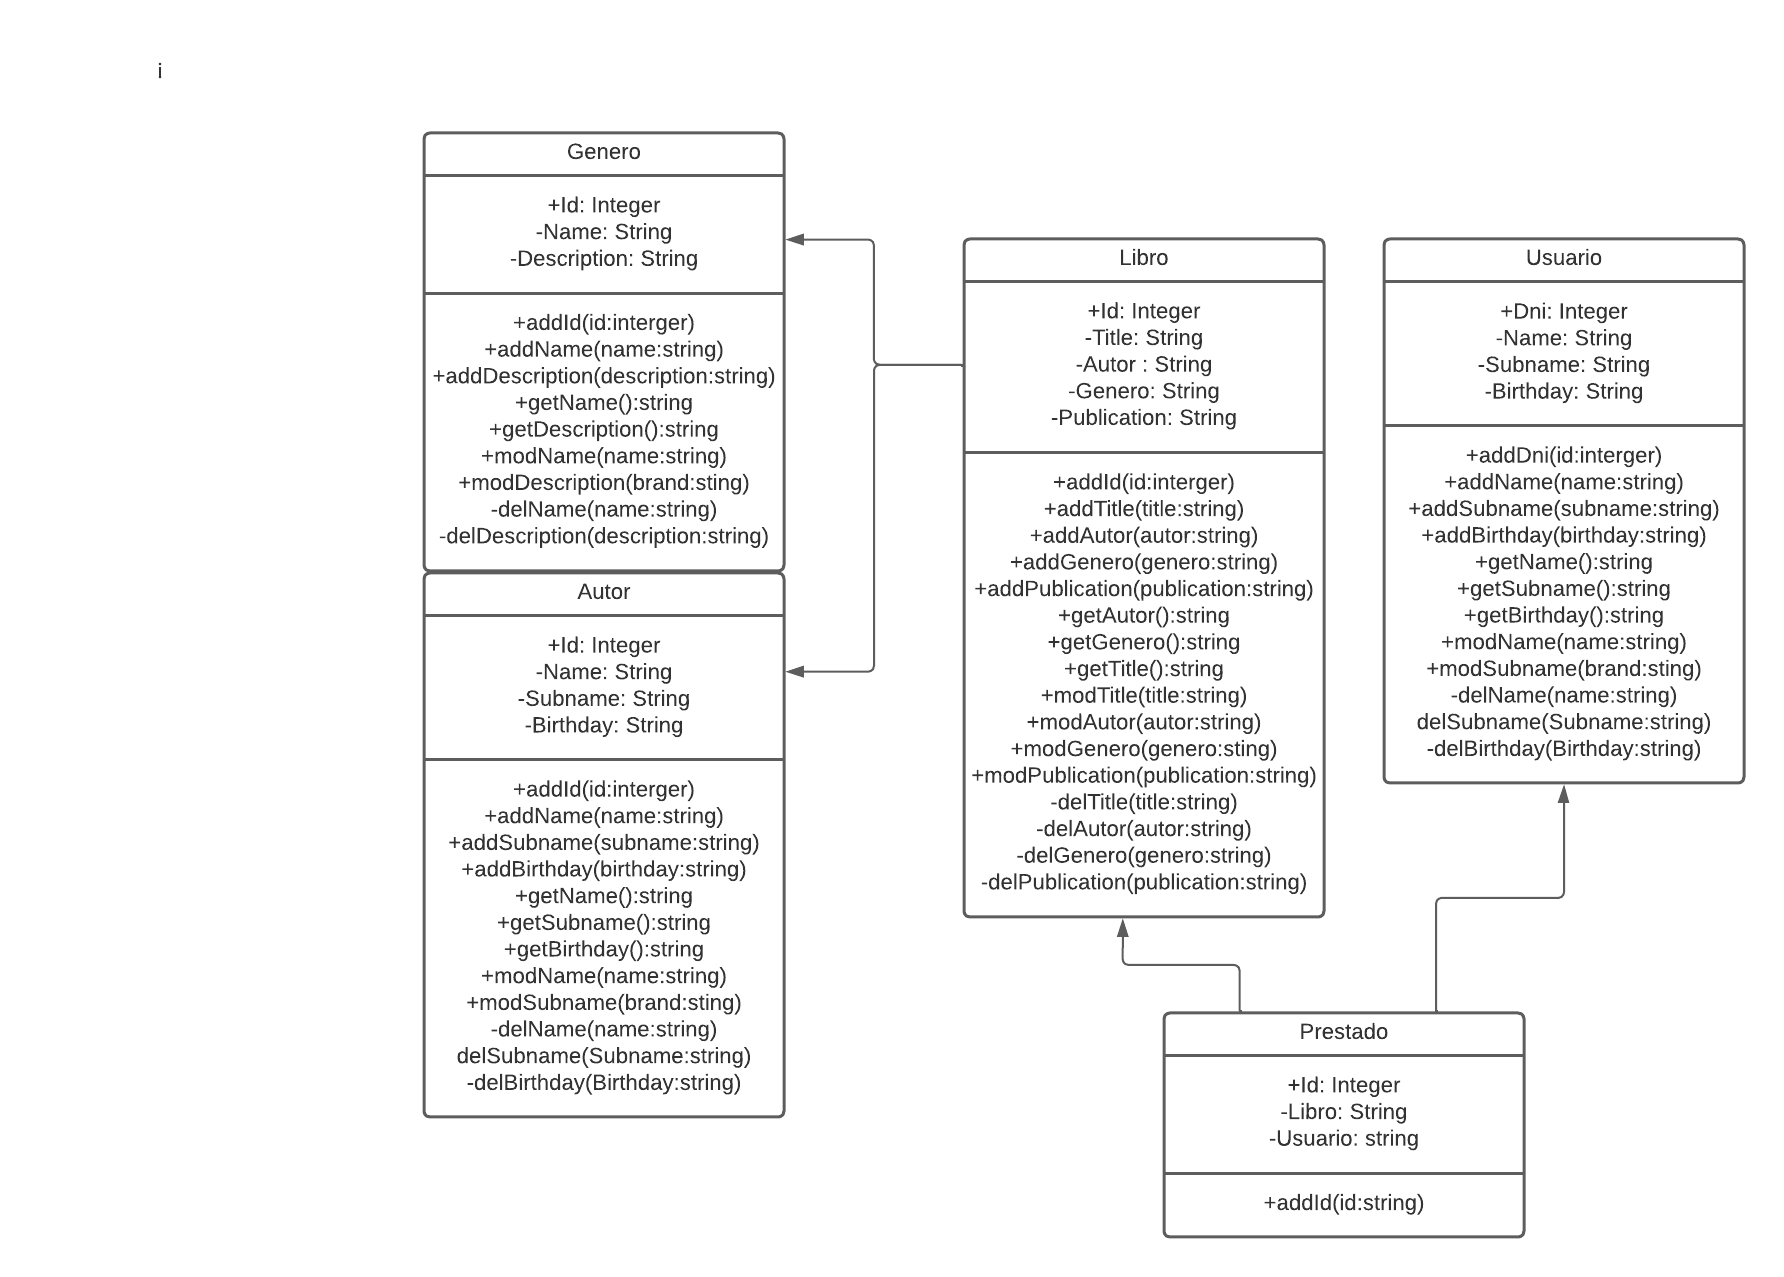 i
Genero
+Id: Integer
-Name: String
-Description: String
+addId(id:interger)
+addName(name:string)
+addDescription(description:string)
+getName():string
+getDescription():string
+modName(name:string)
+modDescription(brand:sting)
-delName(name:string)
-delDescription(description:string)
Autor
+Id: Integer
-Name: String
-Subname: String
-Birthday: String
+addId(id:interger)
+addName(name:string)
+addSubname(subname:string)
+addBirthday(birthday:string)
+getName():string
+getSubname():string
+getBirthday():string
+modName(name:string)
+modSubname(brand:sting)
-delName(name:string)
delSubname(Subname:string)
-delBirthday(Birthday:string)
Libro
+Id: Integer
-Title: String
-Autor : String
-Genero: String
-Publication: String
+addId(id:interger)
+addTitle(title:string)
+addAutor(autor:string)
+addGenero(genero:string)
+addPublication(publication:string)
+getAutor():string
+getGenero():string
+getTitle():string
+modTitle(title:string)
+modAutor(autor:string)
+modGenero(genero:sting)
+modPublication(publication:string)
-delTitle(title:string)
-delAutor(autor:string)
-delGenero(genero:string)
-delPublication(publication:string)
Usuario
+Dni: Integer
-Name: String
-Subname: String
-Birthday: String
+addDni(id:interger)
+addName(name:string)
+addSubname(subname:string)
+addBirthday(birthday:string)
+getName():string
+getSubname():string
+getBirthday():string
+modName(name:string)
+modSubname(brand:sting)
-delName(name:string)
delSubname(Subname:string)
-delBirthday(Birthday:string)
Prestado
+Id: Integer
-Libro: String
-Usuario: string
+addId(id:string)